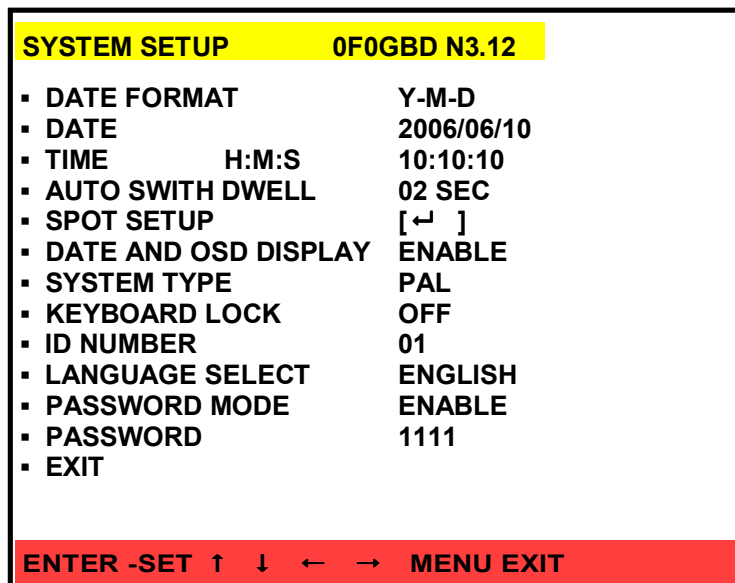 SYSTEM SETUP 0F0GBD N3.12
▪ DATE FORMAT Y-M-D
▪ DATE 2006/06/10
▪ TIME H:M:S 10:10:10
▪ AUTO SWITH DWELL 02 SEC
▪ SPOT SETUP [↵ ]
▪ DATE AND OSD DISPLAY ENABLE
▪ SYSTEM TYPE PAL
▪ KEYBOARD LOCK OFF
▪ ID NUMBER 01
▪ LANGUAGE SELECT ENGLISH
▪ PASSWORD MODE ENABLE
▪ PASSWORD 1111
▪ EXIT
ENTER -SET ↑ ↓ ← → MENU EXIT